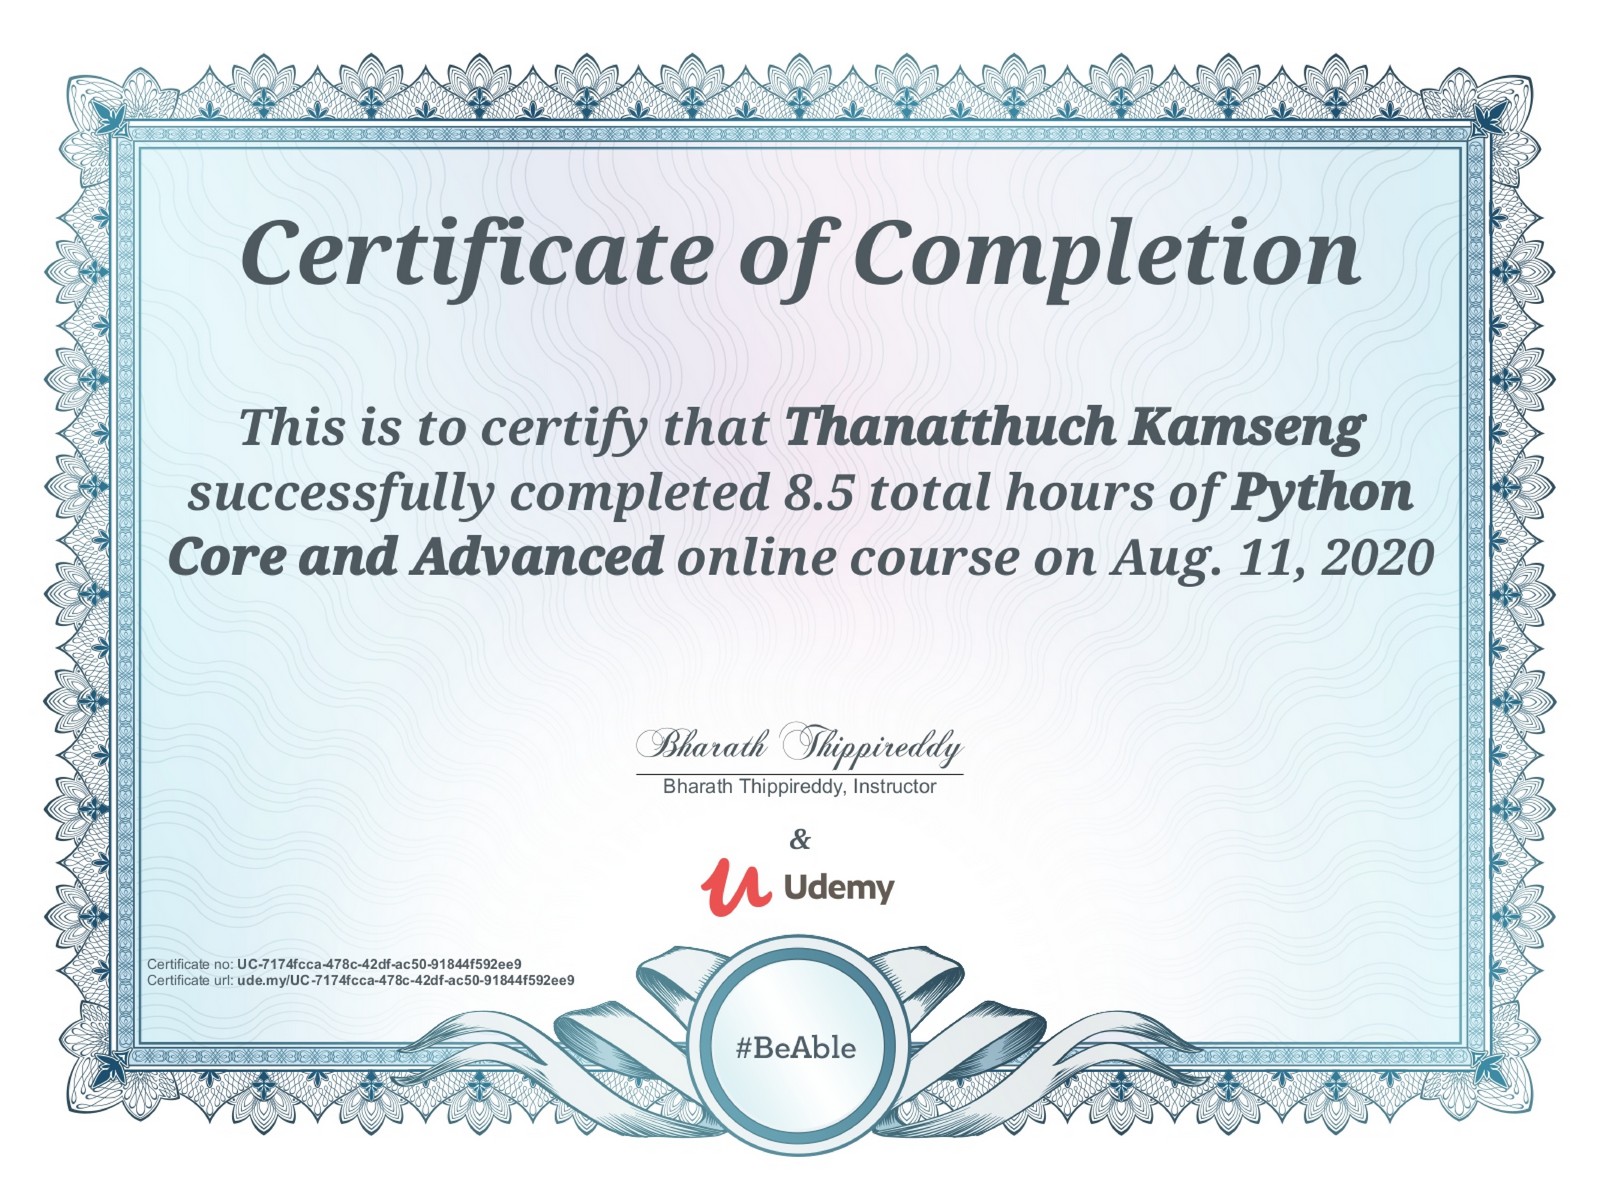 Certificate of Completion
This is to certify that Thanatthuch Kamseng
successfully completed 8.5 total hours of Python
Core and Advanced online course on Aug. 11, 2020
Bharath Thippireddy
Bharath Thippireddy, Instructor
&
Udemy
Certificate no: UC-7174fcca-478c-42df-ac50-91844f592ee9
Certificate url: ude.my/UC-7174fcca-478c-42df-ac50-91844f592ee9
#BeAble